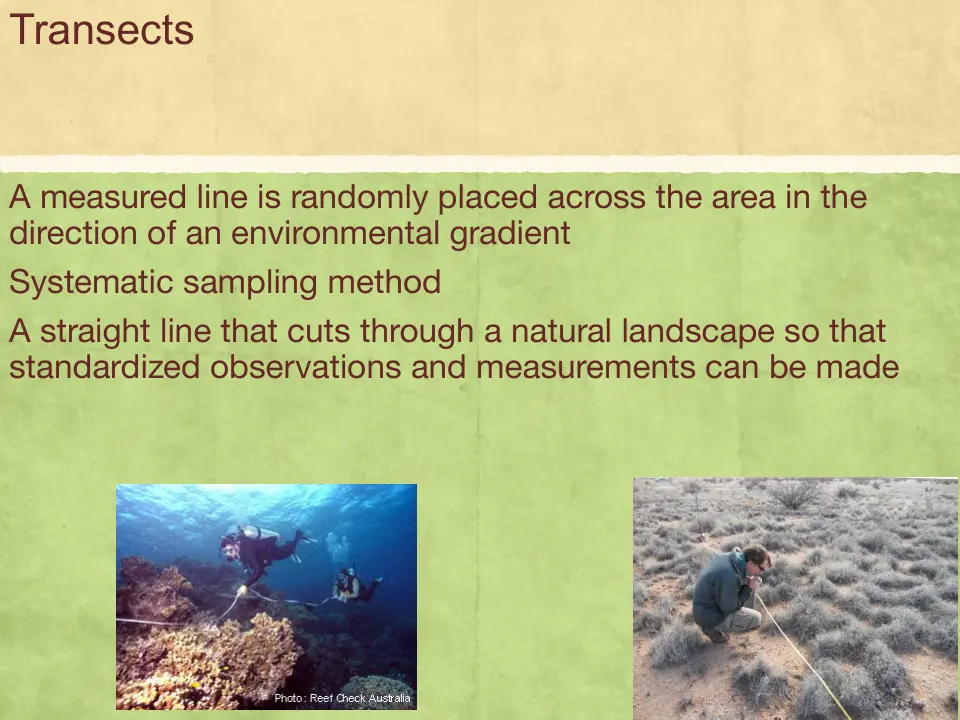 Transects
A measured line is randomly placed across the area in the
direction of an environmental gradient
Systematic sampling method
A straight line that cuts through a natural landscape so that
standardized observations and measurements can be made
Photo: Reef Check Australia